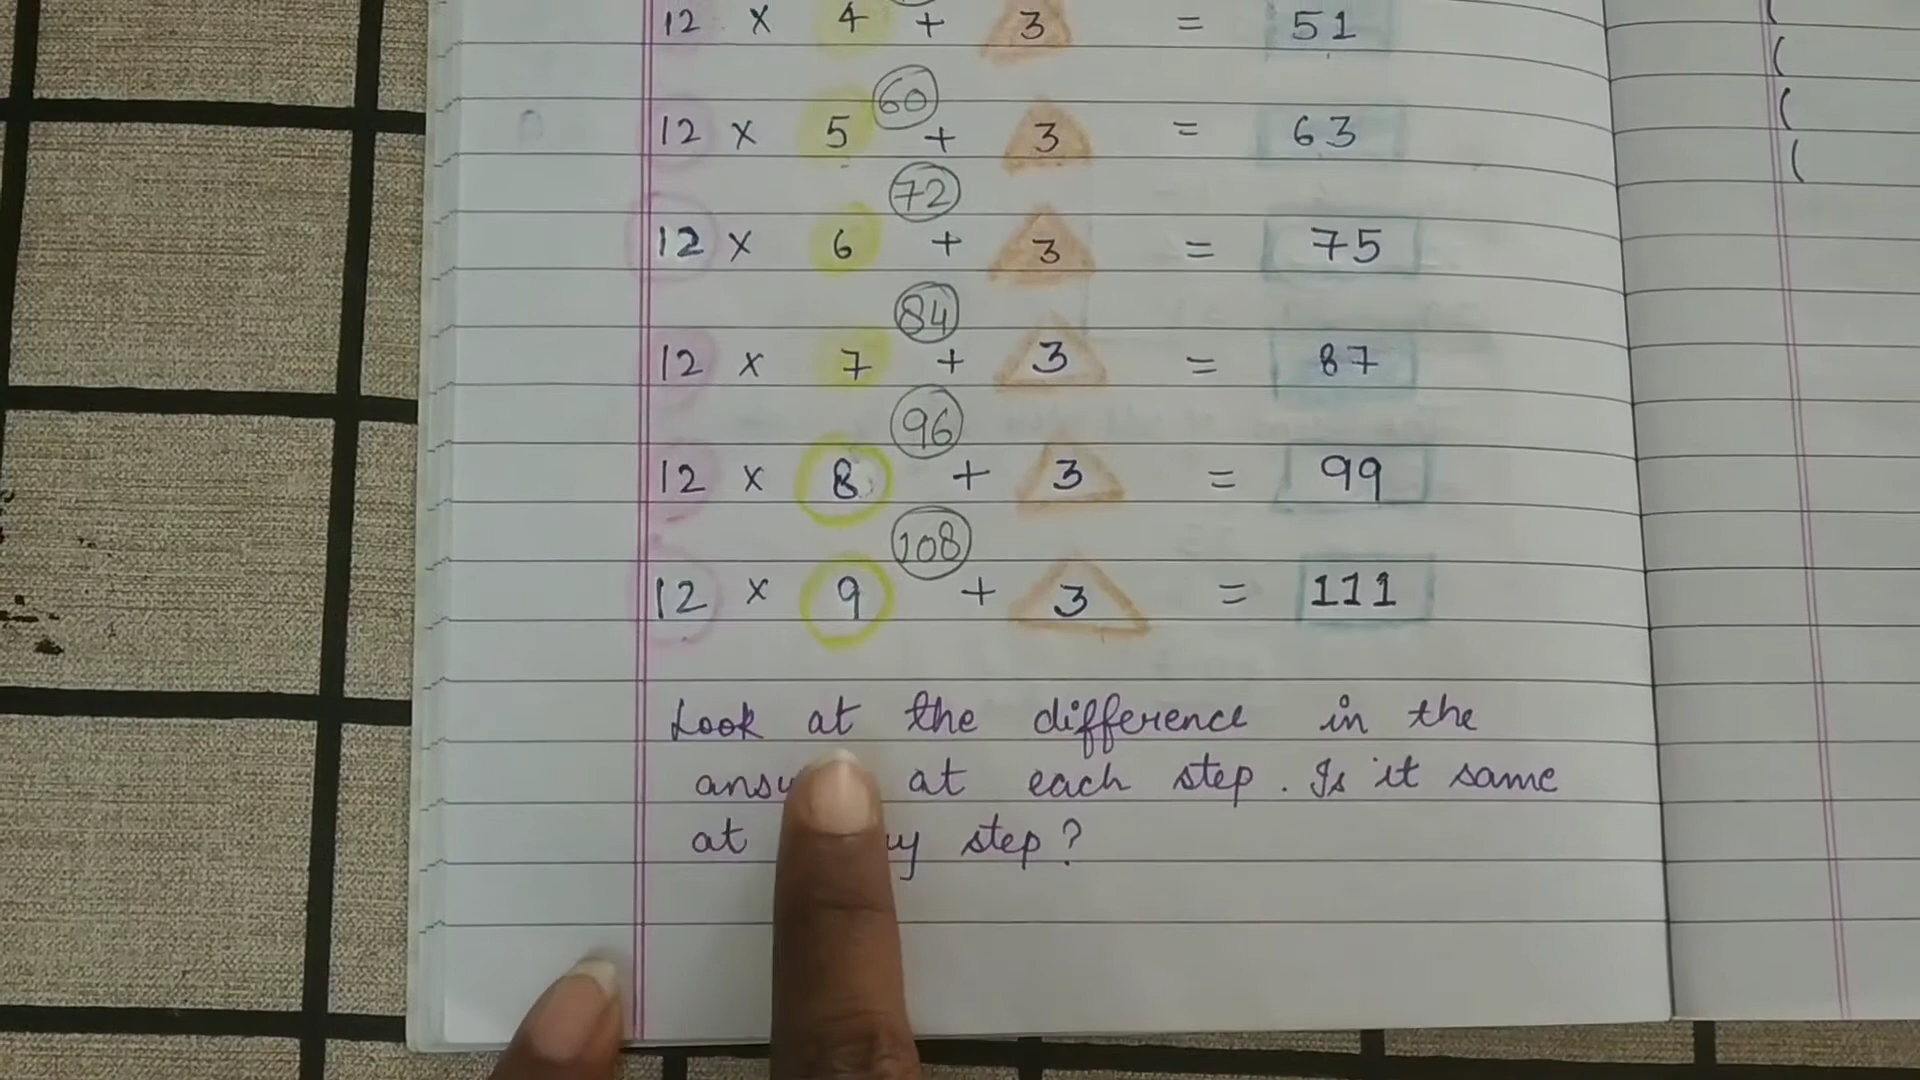 12 x 4 + 3 = 51
60
12 x 5 + 3 = 63
72
12 x 6 + 3 = 75
84
12 x 7 + 3 = 87
96
12 x 8 + 3 = 99
108
12 x 9 + 3 = 111
Look at the difference in the
at each step. Is it same
at step?